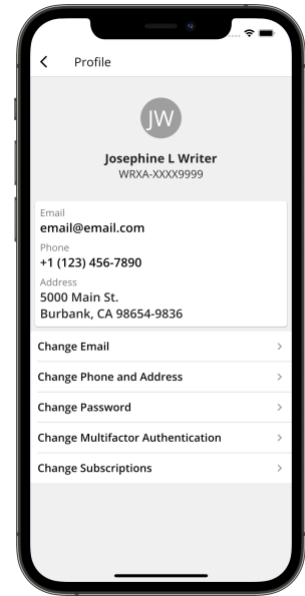 Profile
JW
Josephine L Writer
WRXA-XXXX9999
Email
email@email.com
Phone
+1 (123) 456-7890
Address
5000 Main St.
Burbank, CA 98654-9836
Change Email
Change Phone and Address
Change Password
Change Multifactor Authentication
Change Subscriptions